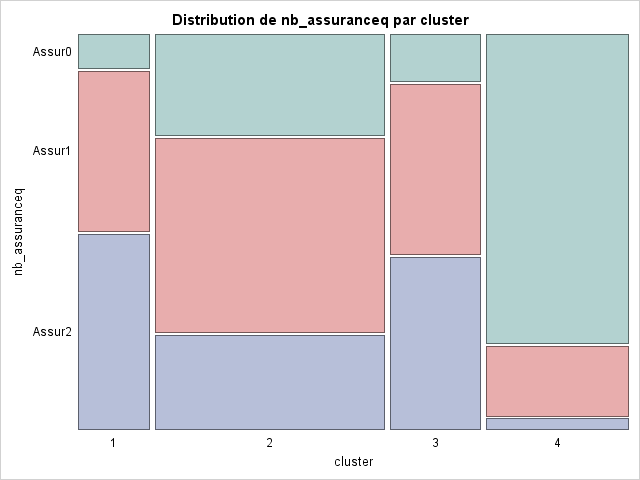 Distribution de nb_assuranceq par cluster
Assur0
Assur1
Assur2
nb_assuranceq
1 2 3 4
cluster